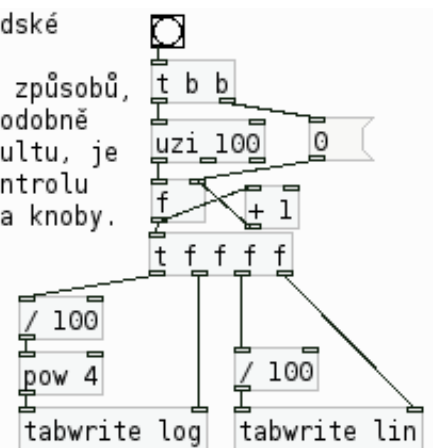 dské
způsobů,
odobně
ultu, je
ntrolu
a knoby.
t b b
uzi 100
0
f
+ 1
t f f f f
/ 100
pow 4
/ 100
tabwrite log
tabwrite lin